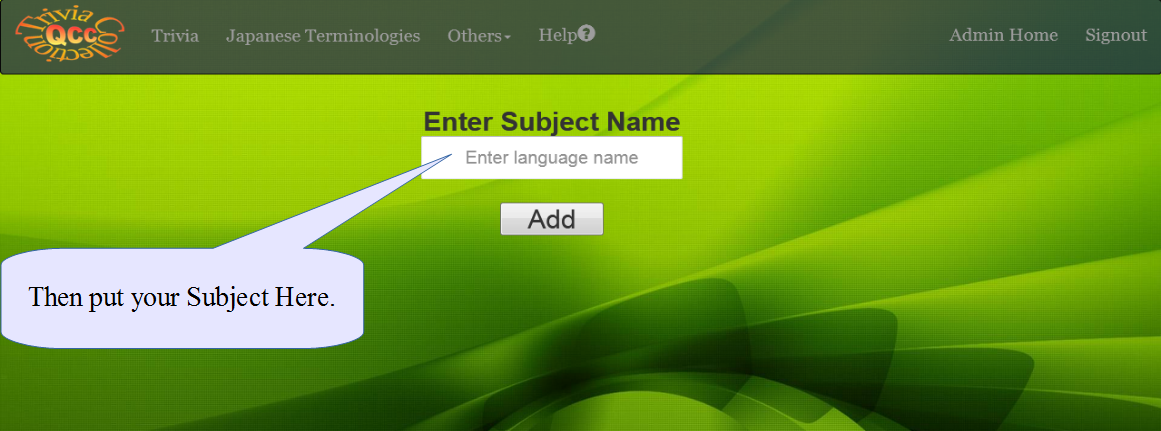 Trivia Collection
QCC
Trivia Japanese Terminologies Others Help? Admin Home Signout
Enter Subject Name
Enter language name
Add
Then put your Subject Here.